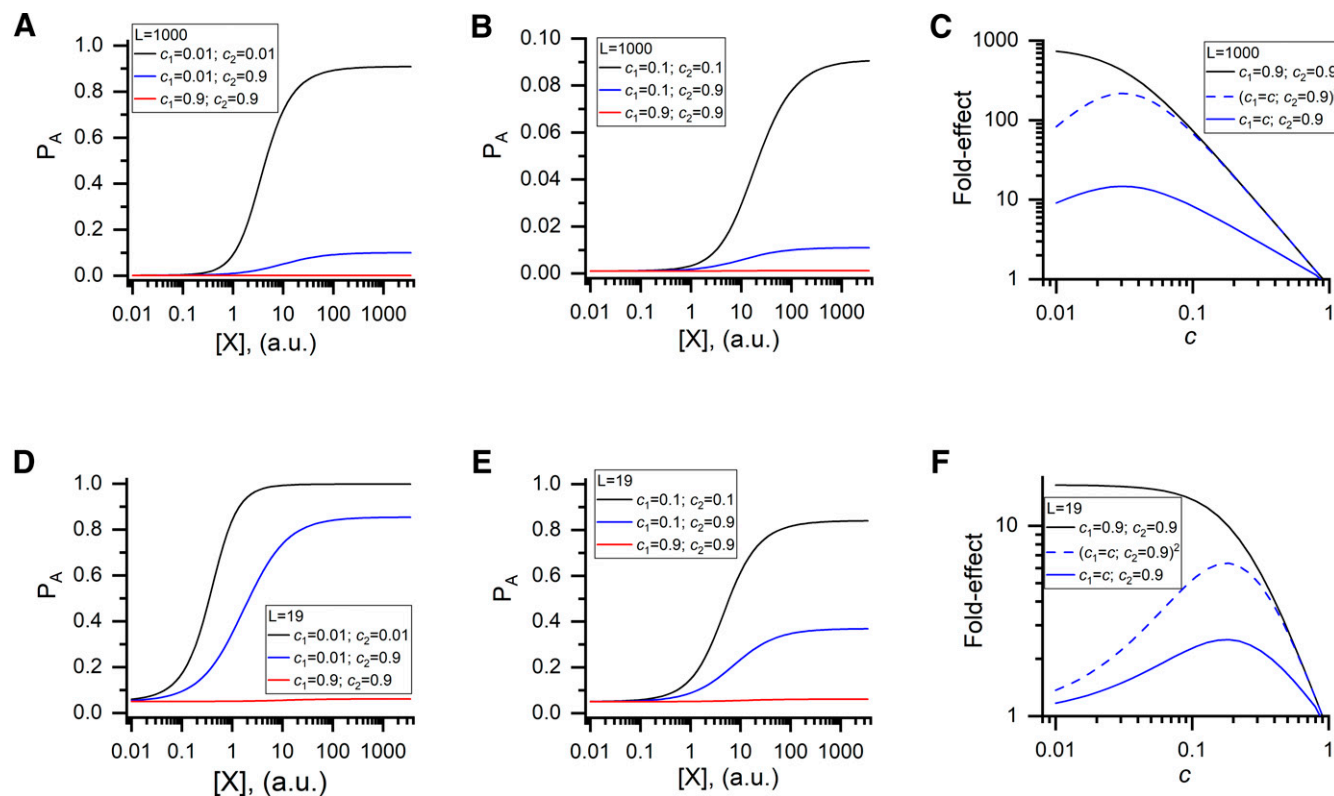 A
L=1000
c₁=0.01; c₂=0.01
c₁=0.01; c₂=0.9
c₁=0.9; c₂=0.9
P_A
1.0
0.8
0.6
0.4
0.2
0.0
0.01 0.1 1 10 100 1000
[X], (a.u.)
B
L=1000
c₁=0.1; c₂=0.1
c₁=0.1; c₂=0.9
c₁=0.9; c₂=0.9
P_A
0.10
0.08
0.06
0.04
0.02
0.00
0.01 0.1 1 10 100 1000
[X], (a.u.)
C
L=1000
c₁=0.9; c₂=0.9
(c₁=c; c₂=0.9)
c₁=c; c₂=0.9
Fold-effect
1000
100
10
1
0.01 0.1 1
c
D
L=19
c₁=0.01; c₂=0.01
c₁=0.01; c₂=0.9
c₁=0.9; c₂=0.9
P_A
1.0
0.8
0.6
0.4
0.2
0.0
0.01 0.1 1 10 100 1000
[X], (a.u.)
E
L=19
c₁=0.1; c₂=0.1
c₁=0.1; c₂=0.9
c₁=0.9; c₂=0.9
P_A
1.0
0.8
0.6
0.4
0.2
0.0
0.01 0.1 1 10 100 1000
[X], (a.u.)
F
L=19
c₁=0.9; c₂=0.9
(c₁=c; c₂=0.9)²
c₁=c; c₂=0.9
Fold-effect
10
1
0.01 0.1 1
c